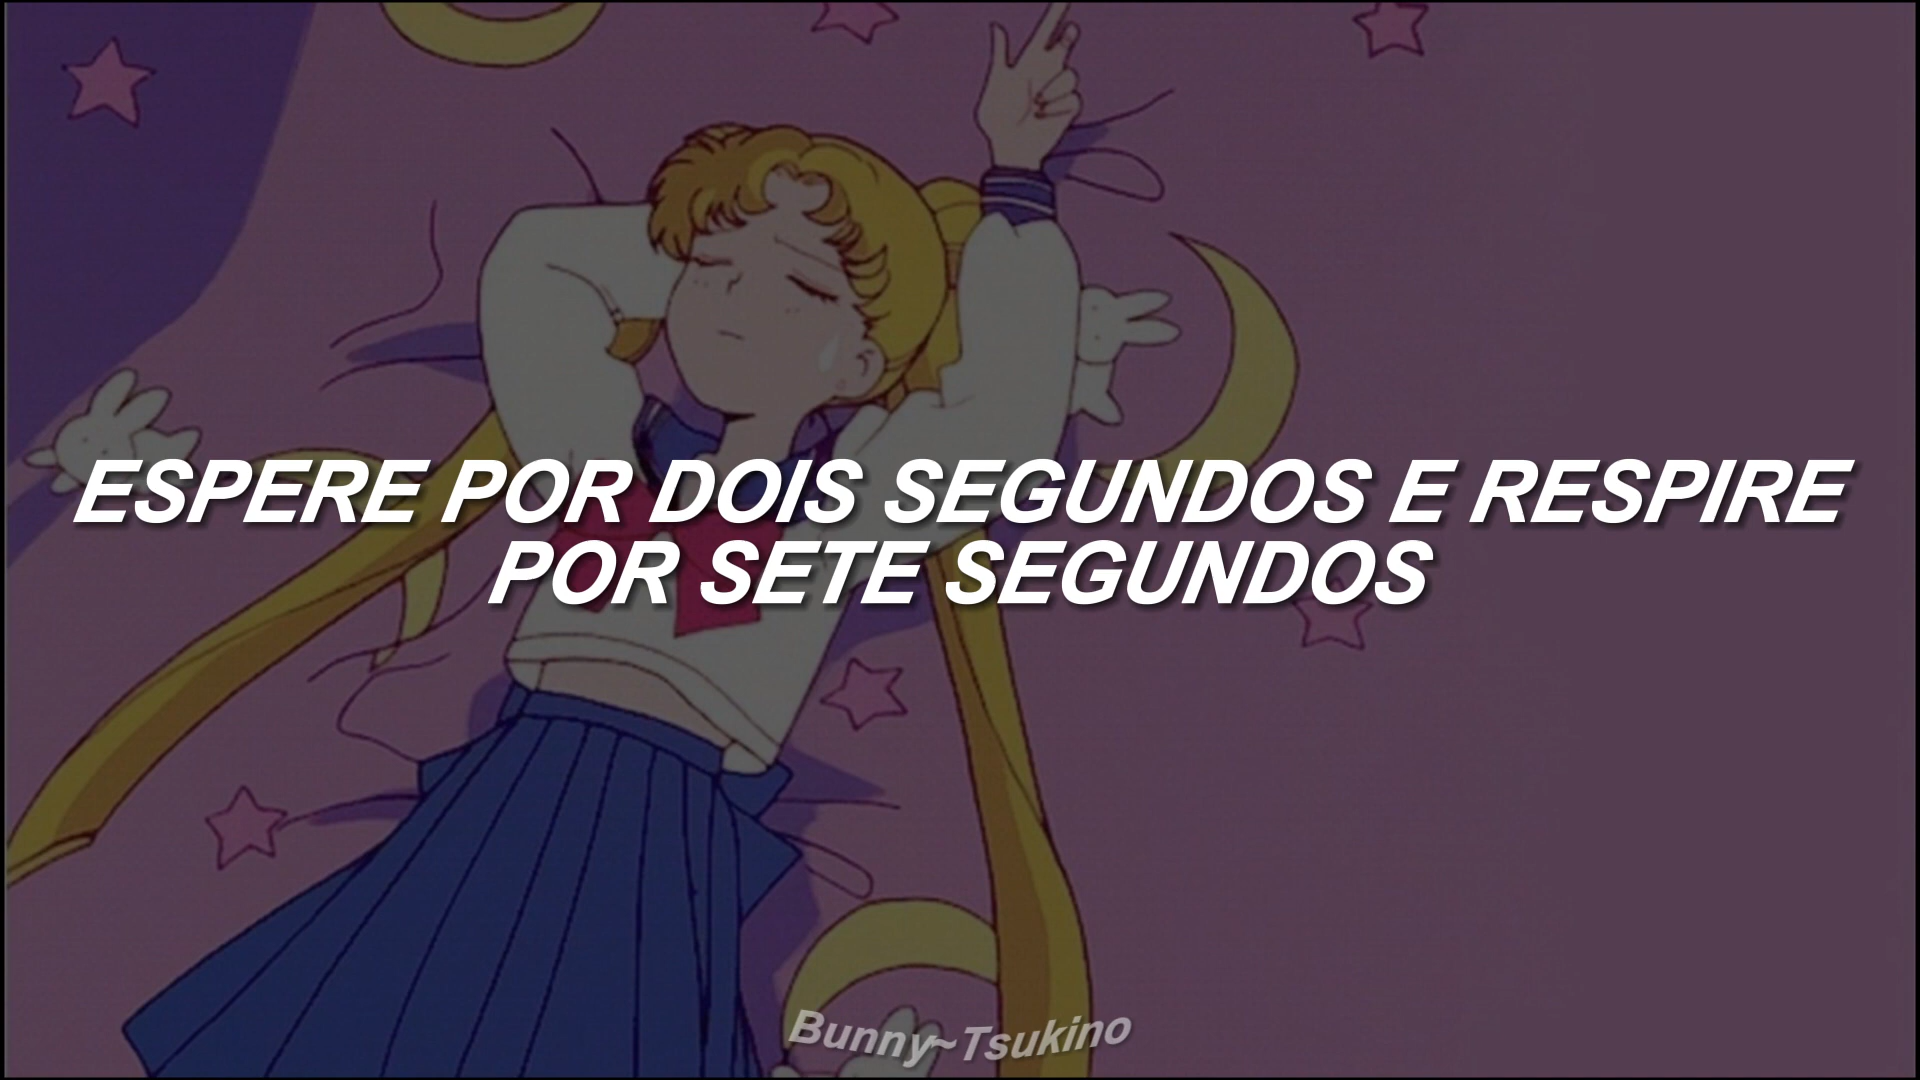 ESPERE POR DOIS SEGUNDOS E RESPIRE
POR SETE SEGUNDOS
Bunny~Tsukino